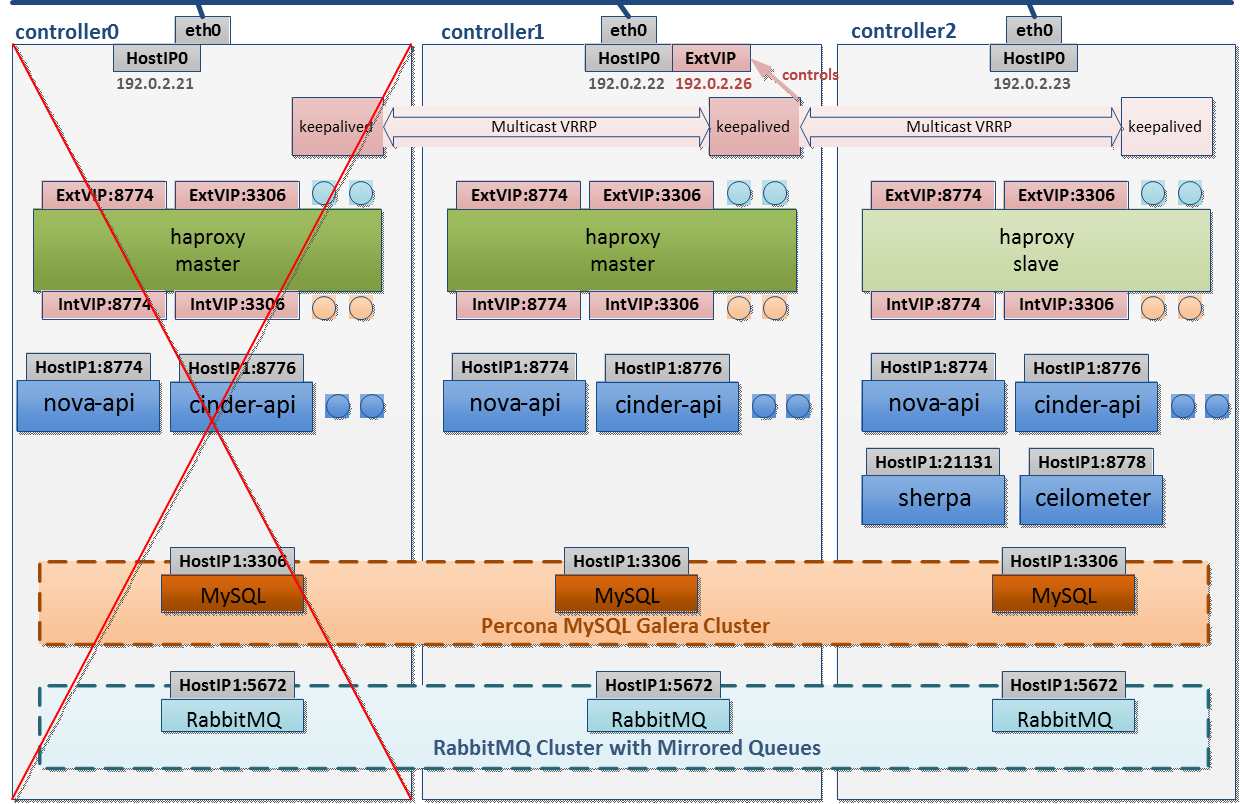 controller0
eth0
HostIP0
192.0.2.21
keepalived
ExtVIP:8774
ExtVIP:3306
haproxy
master
IntVIP:8774
IntVIP:3306
HostIP1:8774
nova-api
HostIP1:8776
cinder-api
HostIP1:3306
MySQL
HostIP1:5672
RabbitMQ
controller1
eth0
HostIP0
ExtVIP
192.0.2.22
192.0.2.26
controls
Multicast VRRP
keepalived
Multicast VRRP
ExtVIP:8774
ExtVIP:3306
haproxy
master
IntVIP:8774
IntVIP:3306
HostIP1:8774
nova-api
HostIP1:8776
cinder-api
HostIP1:3306
MySQL
Percona MySQL Galera Cluster
HostIP1:5672
RabbitMQ
RabbitMQ Cluster with Mirrored Queues
controller2
eth0
HostIP0
192.0.2.23
keepalived
ExtVIP:8774
ExtVIP:3306
haproxy
slave
IntVIP:8774
IntVIP:3306
HostIP1:8774
nova-api
HostIP1:8776
cinder-api
HostIP1:21131
sherpa
HostIP1:8778
ceilometer
HostIP1:3306
MySQL
HostIP1:5672
RabbitMQ